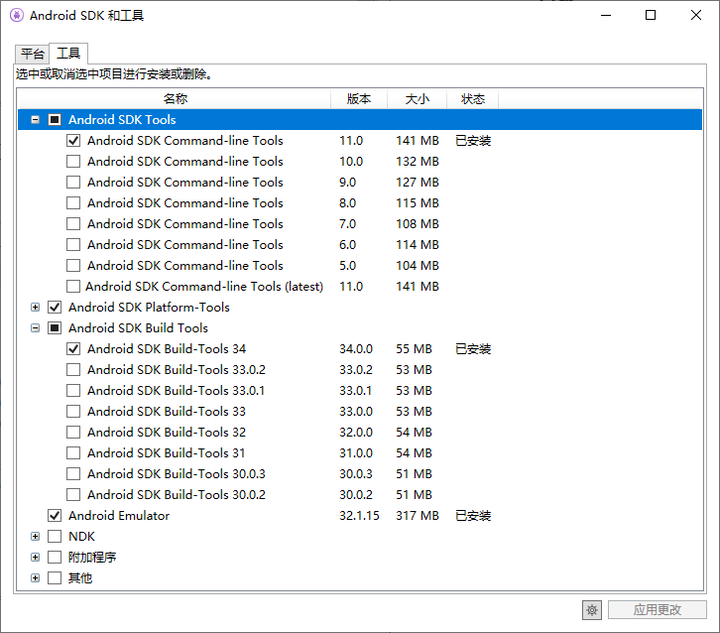 Android SDK 和工具
平台 工具
选中或取消选中项目进行安装或删除。
名称 版本 大小 状态
Android SDK Tools
Android SDK Command-line Tools 11.0 141 MB 已安装
Android SDK Command-line Tools 10.0 132 MB
Android SDK Command-line Tools 9.0 127 MB
Android SDK Command-line Tools 8.0 115 MB
Android SDK Command-line Tools 7.0 108 MB
Android SDK Command-line Tools 6.0 114 MB
Android SDK Command-line Tools 5.0 104 MB
Android SDK Command-line Tools (latest) 11.0 141 MB
Android SDK Platform-Tools
Android SDK Build Tools
Android SDK Build-Tools 34 34.0.0 55 MB 已安装
Android SDK Build-Tools 33.0.2 33.0.2 53 MB
Android SDK Build-Tools 33.0.1 33.0.1 53 MB
Android SDK Build-Tools 33 33.0.0 53 MB
Android SDK Build-Tools 32 32.0.0 54 MB
Android SDK Build-Tools 31 31.0.0 54 MB
Android SDK Build-Tools 30.0.3 30.0.3 51 MB
Android SDK Build-Tools 30.0.2 30.0.2 51 MB
Android Emulator 32.1.15 317 MB 已安装
NDK
附加程序
其他
应用更改